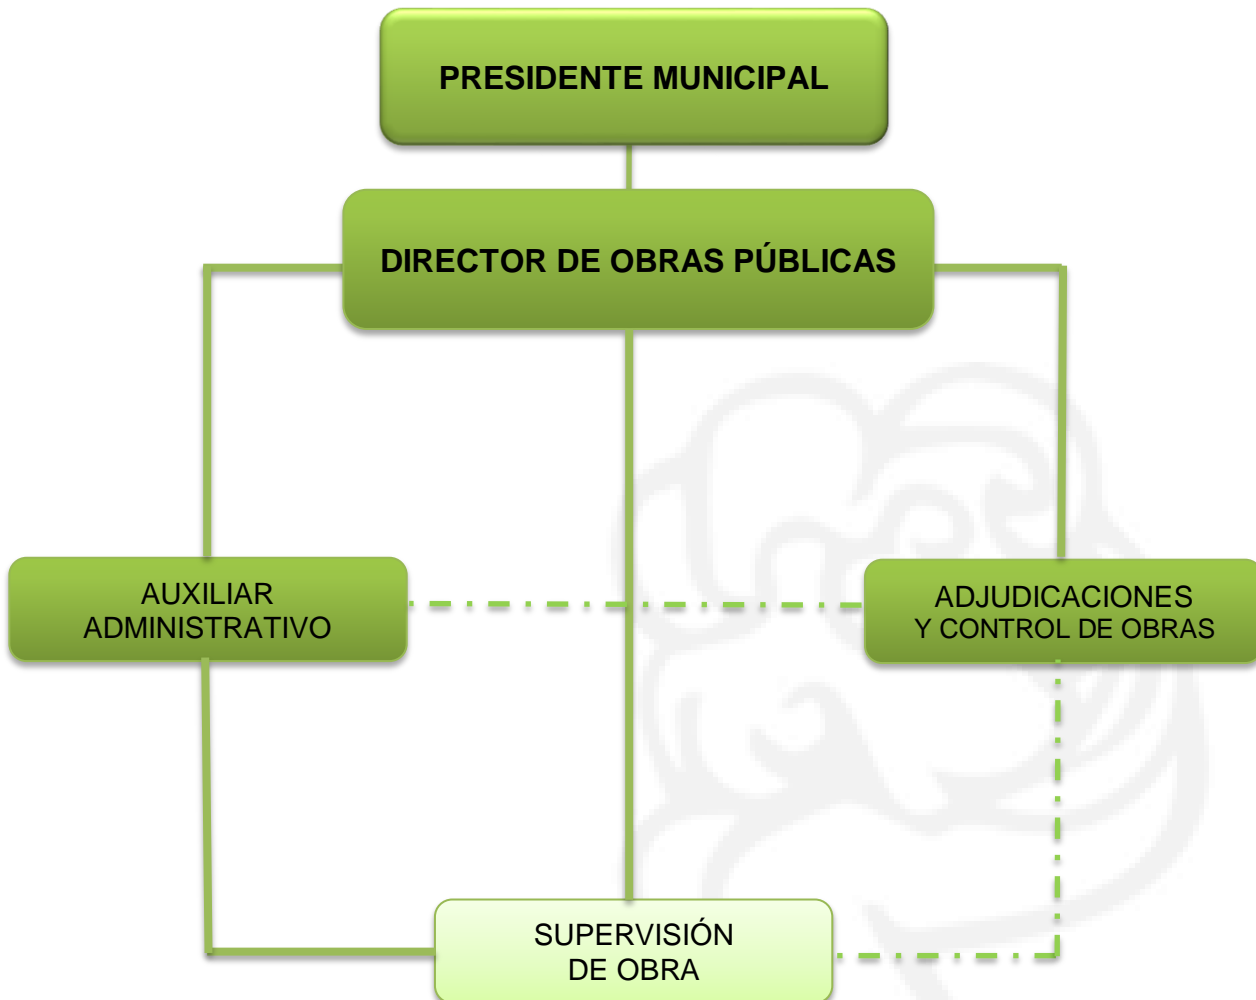 PRESIDENTE MUNICIPAL
DIRECTOR DE OBRAS PÚBLICAS
AUXILIAR
ADMINISTRATIVO
ADJUDICACIONES
Y CONTROL DE OBRAS
SUPERVISIÓN
DE OBRA